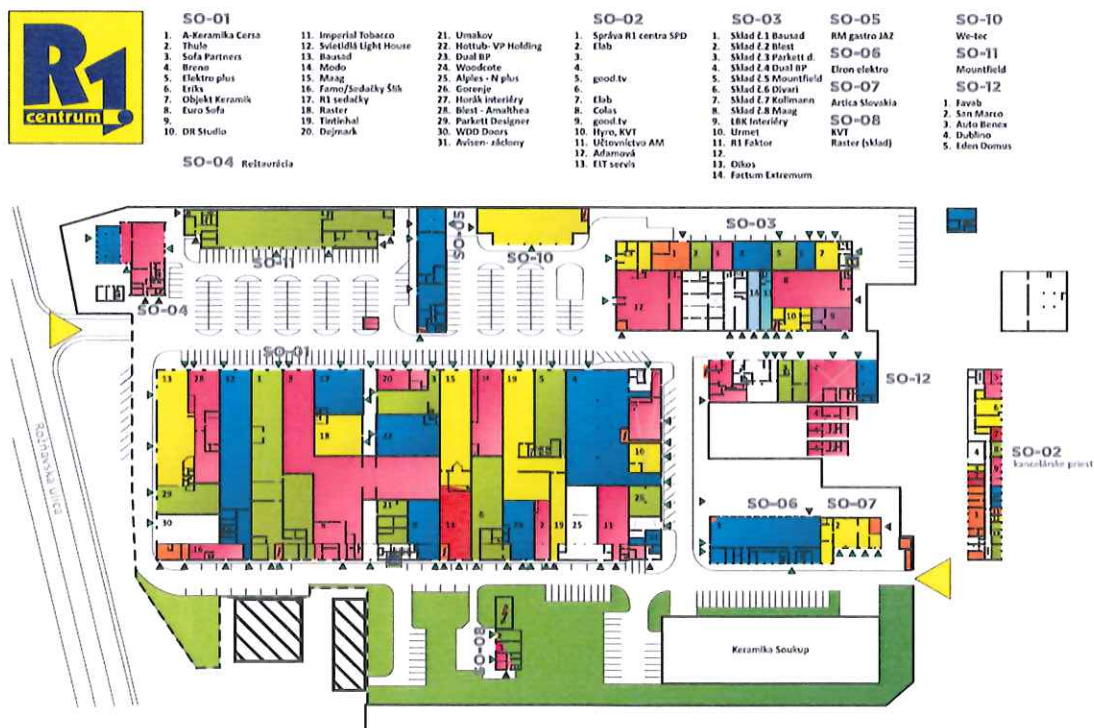 R1
centrum
SO-01
1. A-Keramika Cersa
2. Thule
3. Sofa Partners
4. Breno
5. Elektro plus
6. Eriks
7. Objekt Keramik
8. Euro Sofa
9.
10. DR Studio
11. Imperial Tobacco
12. Svietidlá Light House
13. Bausad
14. Modo
15. Maag
16. Famo/Sedačky Šlik
17. R1 sedačky
18. Raster
19. Tintinhal
20. Dejmark
21. Umakov
22. Hottub- VP Holding
23. Dual BP
24. Woodcote
25. Alples - N plus
26. Gorenje
27. Horák interiéry
28. Blest - Amalthea
29. Parkett Designer
30. WDD Doors
31. Avisen- záclony
SO-04 Reštaurácia
SO-02
1. Správa R1 centra SPD
2. Elab
3.
4.
5. good.tv
6.
7. Elab
8. Colas
9. good.tv
10. Hyro, KVT
11. Učtovníctvo AM
12. Adamová
13. ELT servis
SO-03
1. Sklad č.1 Bausad
2. Sklad č.2 Blest
3. Sklad č.3 Parkett d.
4. Sklad č.4 Dual BP
5. Sklad č.5 Mountfield
6. Sklad č.6 Divari
7. Sklad č.7 Kollmann
8. Sklad č.8 Maag
9. LBK Interiéry
10. Urmet
11. R1 Faktor
12.
13. Oikos
14. Factum Extremum
SO-05
RM gastro JAZ
SO-06
Elron elektro
SO-07
Artica Slovakia
SO-08
KVT
Raster (sklad)
SO-10
We-tec
SO-11
Mountfield
SO-12
1. Favab
2. San Marco
3. Auto Benex
4. Dublino
5. Eden Domus
SO-03
SO-05
SO-11
SO-10
SO-04
SO-01
SO-12
SO-02
kancelárske priest
SO-06
SO-07
SO-08
Rožňavská ulica
Keramika Soukup